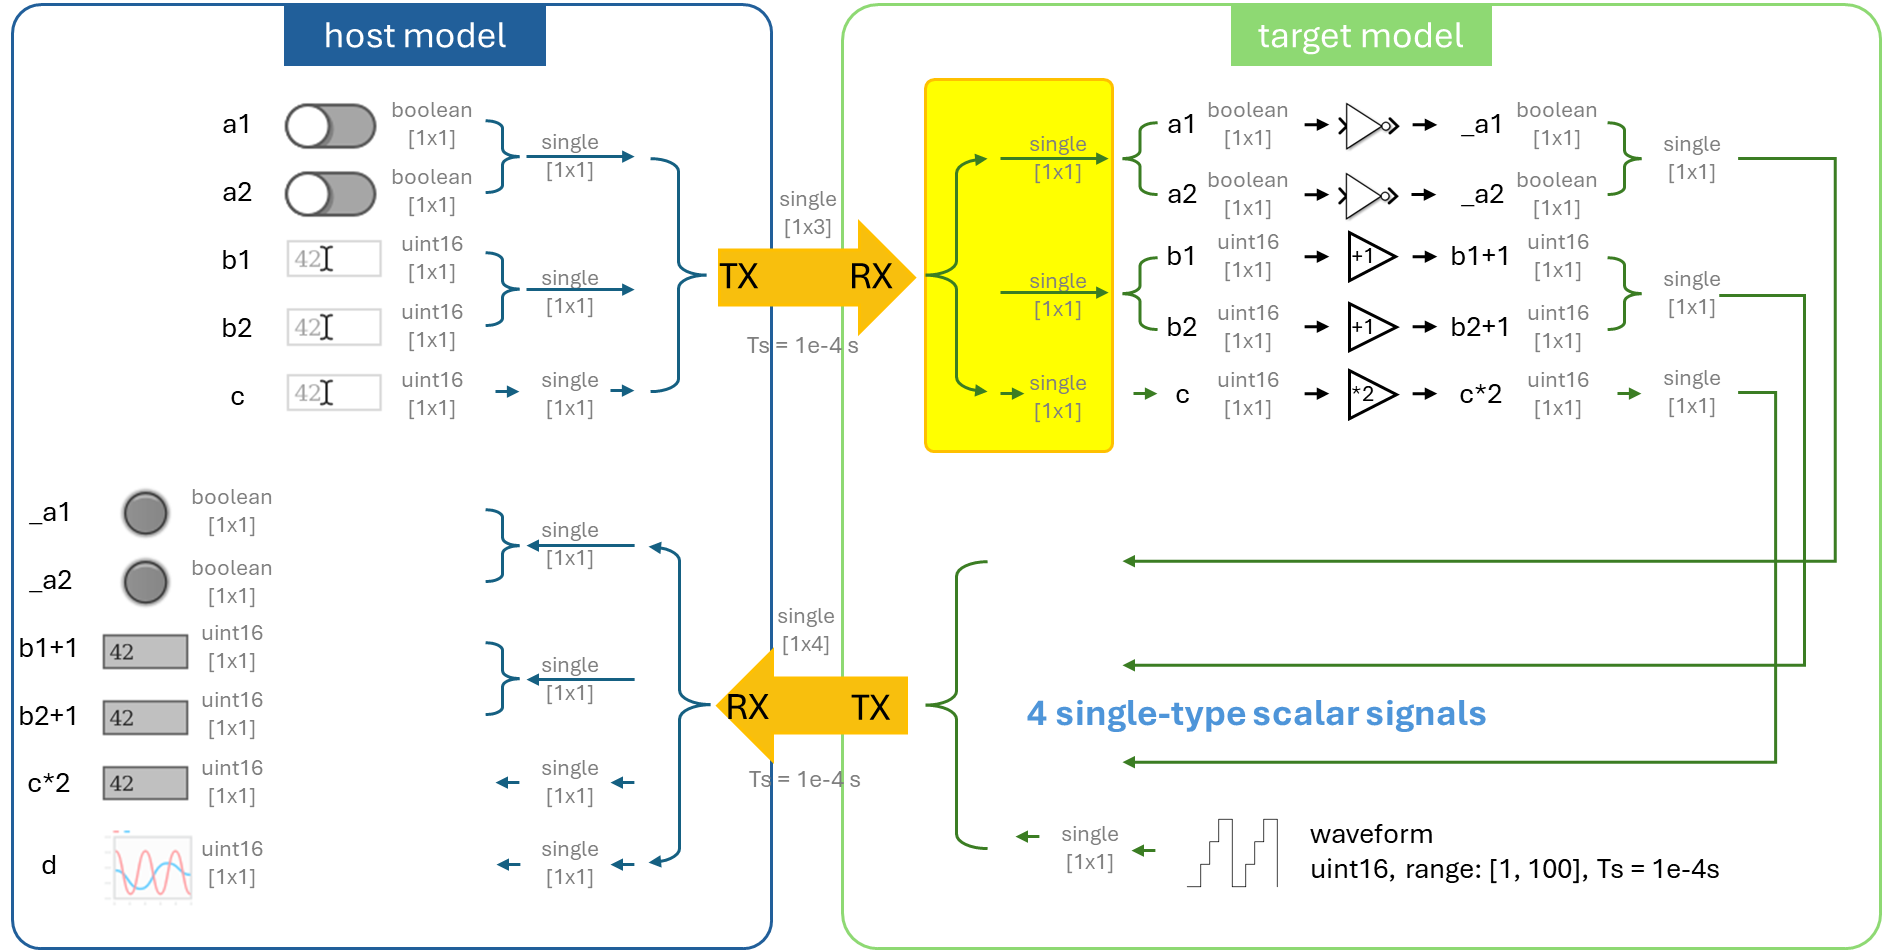 host model
target model
a1
boolean
[1x1]
a2
boolean
[1x1]
single
[1x1]
b1
42
uint16
[1x1]
b2
42
uint16
[1x1]
single
[1x1]
c
42
uint16
[1x1]
single
[1x1]
single
[1x3]
TX
RX
Ts = 1e-4 s
single
[1x1]
single
[1x1]
single
[1x1]
a1
boolean
[1x1]
_a1
boolean
[1x1]
a2
boolean
[1x1]
_a2
boolean
[1x1]
single
[1x1]
b1
uint16
[1x1]
+1
b1+1
uint16
[1x1]
b2
uint16
[1x1]
+1
b2+1
uint16
[1x1]
single
[1x1]
c
uint16
[1x1]
*2
c*2
uint16
[1x1]
single
[1x1]
_a1
boolean
[1x1]
_a2
boolean
[1x1]
single
[1x1]
b1+1
42
uint16
[1x1]
b2+1
42
uint16
[1x1]
single
[1x1]
c*2
42
uint16
[1x1]
single
[1x1]
d
uint16
[1x1]
single
[1x1]
single
[1x4]
RX
TX
Ts = 1e-4 s
4 single-type scalar signals
single
[1x1]
waveform
uint16, range: [1, 100], Ts = 1e-4s